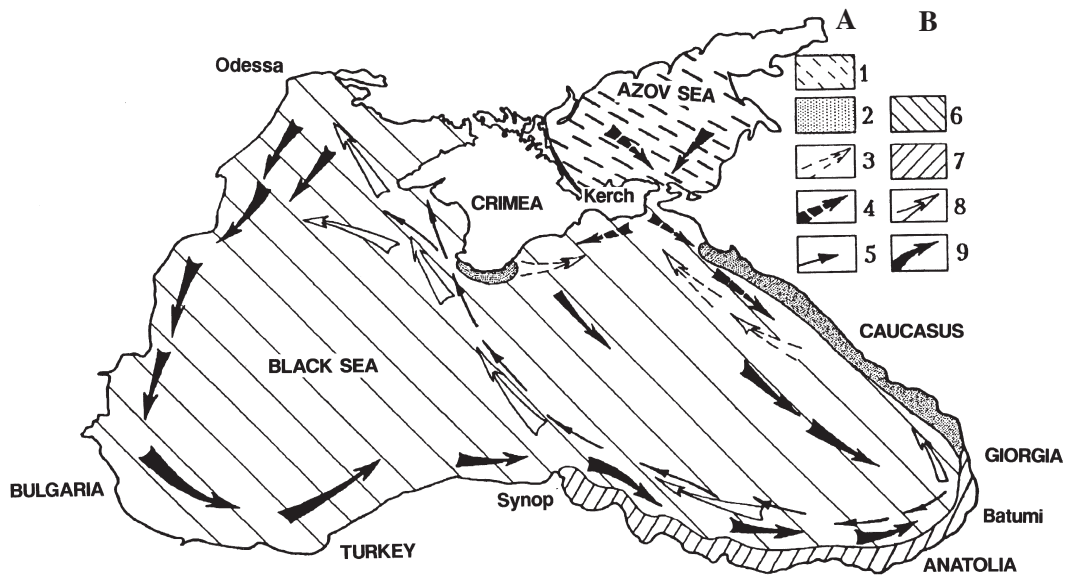 A B
Odessa
AZOV SEA
1
2 6
CRIMEA
Kerch
3 7
4 8
5 9
CAUCASUS
BLACK SEA
GIORGIA
BULGARIA
Synop
Batumi
TURKEY
ANATOLIA